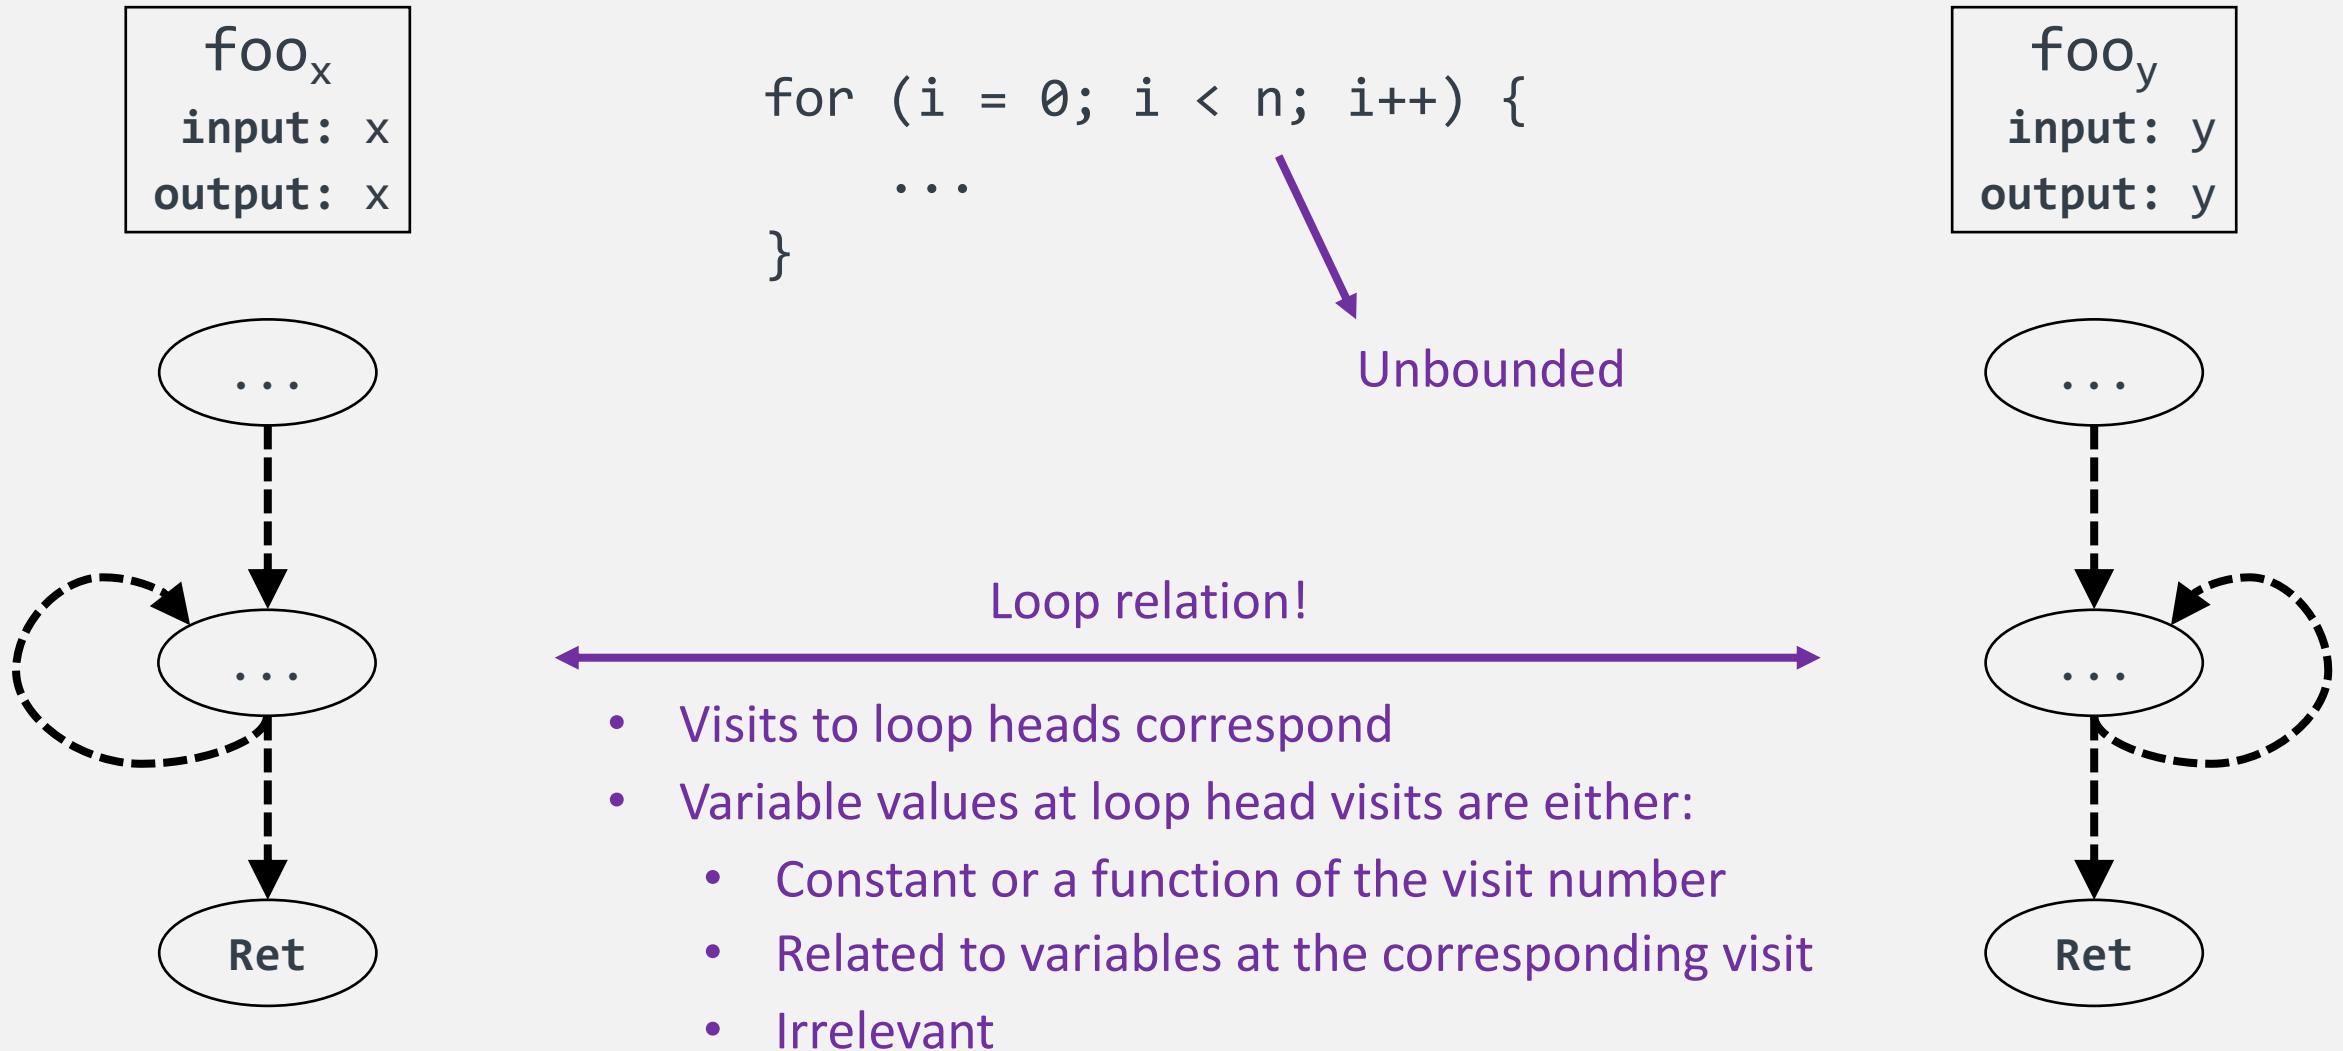 fooₓ
input: x
output: x
...
...
Ret
for (i = 0; i < n; i++) {
...
}
Unbounded
Loop relation!
• Visits to loop heads correspond
• Variable values at loop head visits are either:
• Constant or a function of the visit number
• Related to variables at the corresponding visit
• Irrelevant
foo_y
input: y
output: y
...
...
Ret